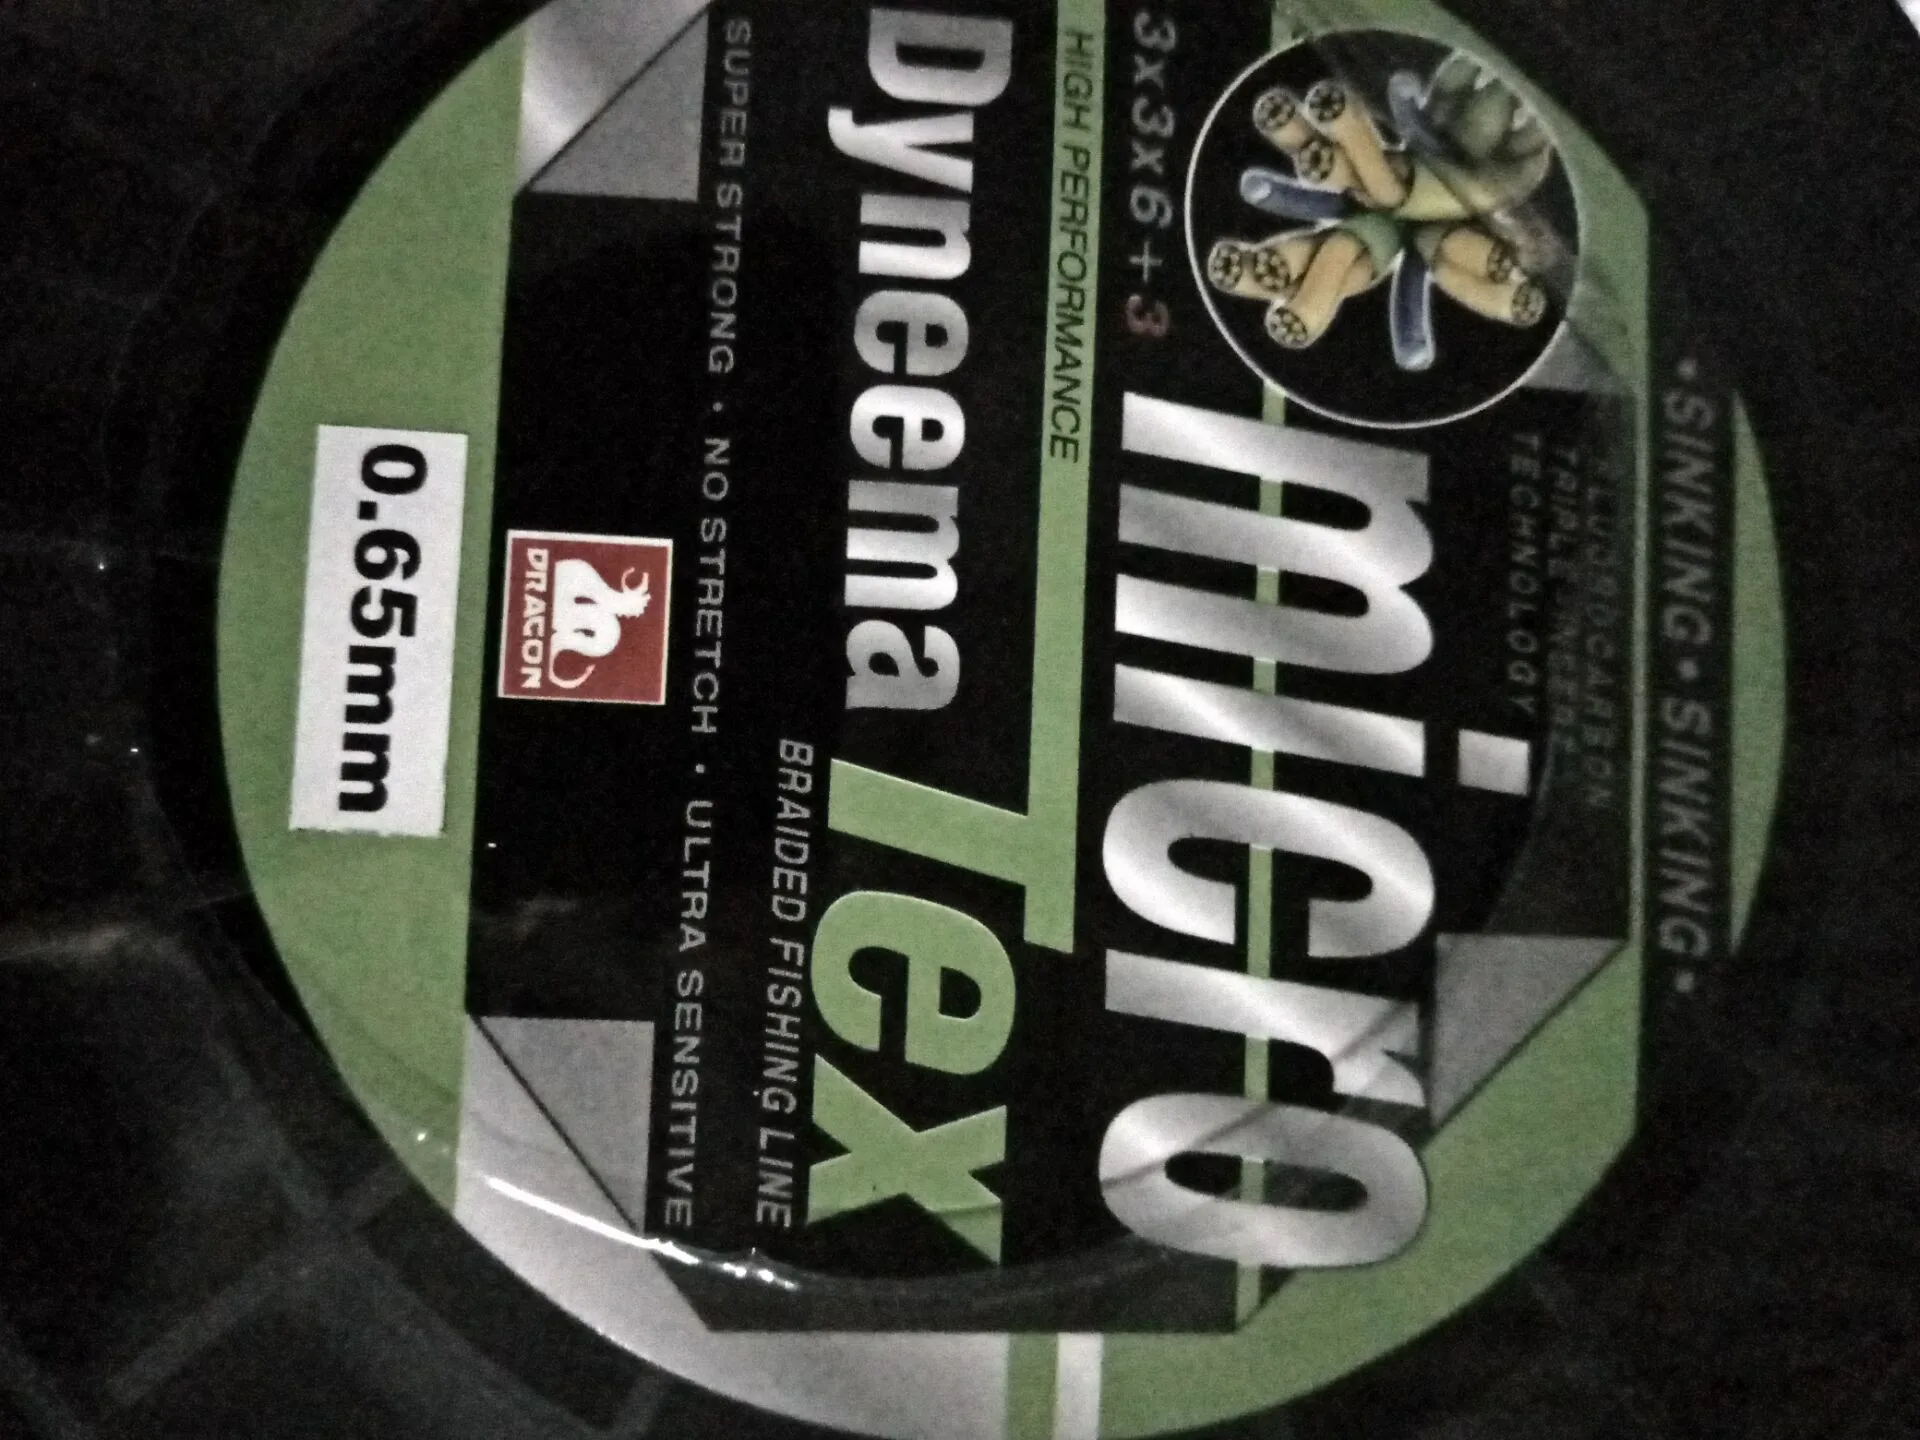 • SINKING • SINKING •
FLUOROCARBON
TRIPLE
TECHNOLOGY
3x3x6+3
micro
HIGH PERFORMANCE
Dyneema Tex
BRAIDED FISHING LINE
SUPER STRONG · NO STRETCH · ULTRA SENSITIVE
DRAGON
0.65mm